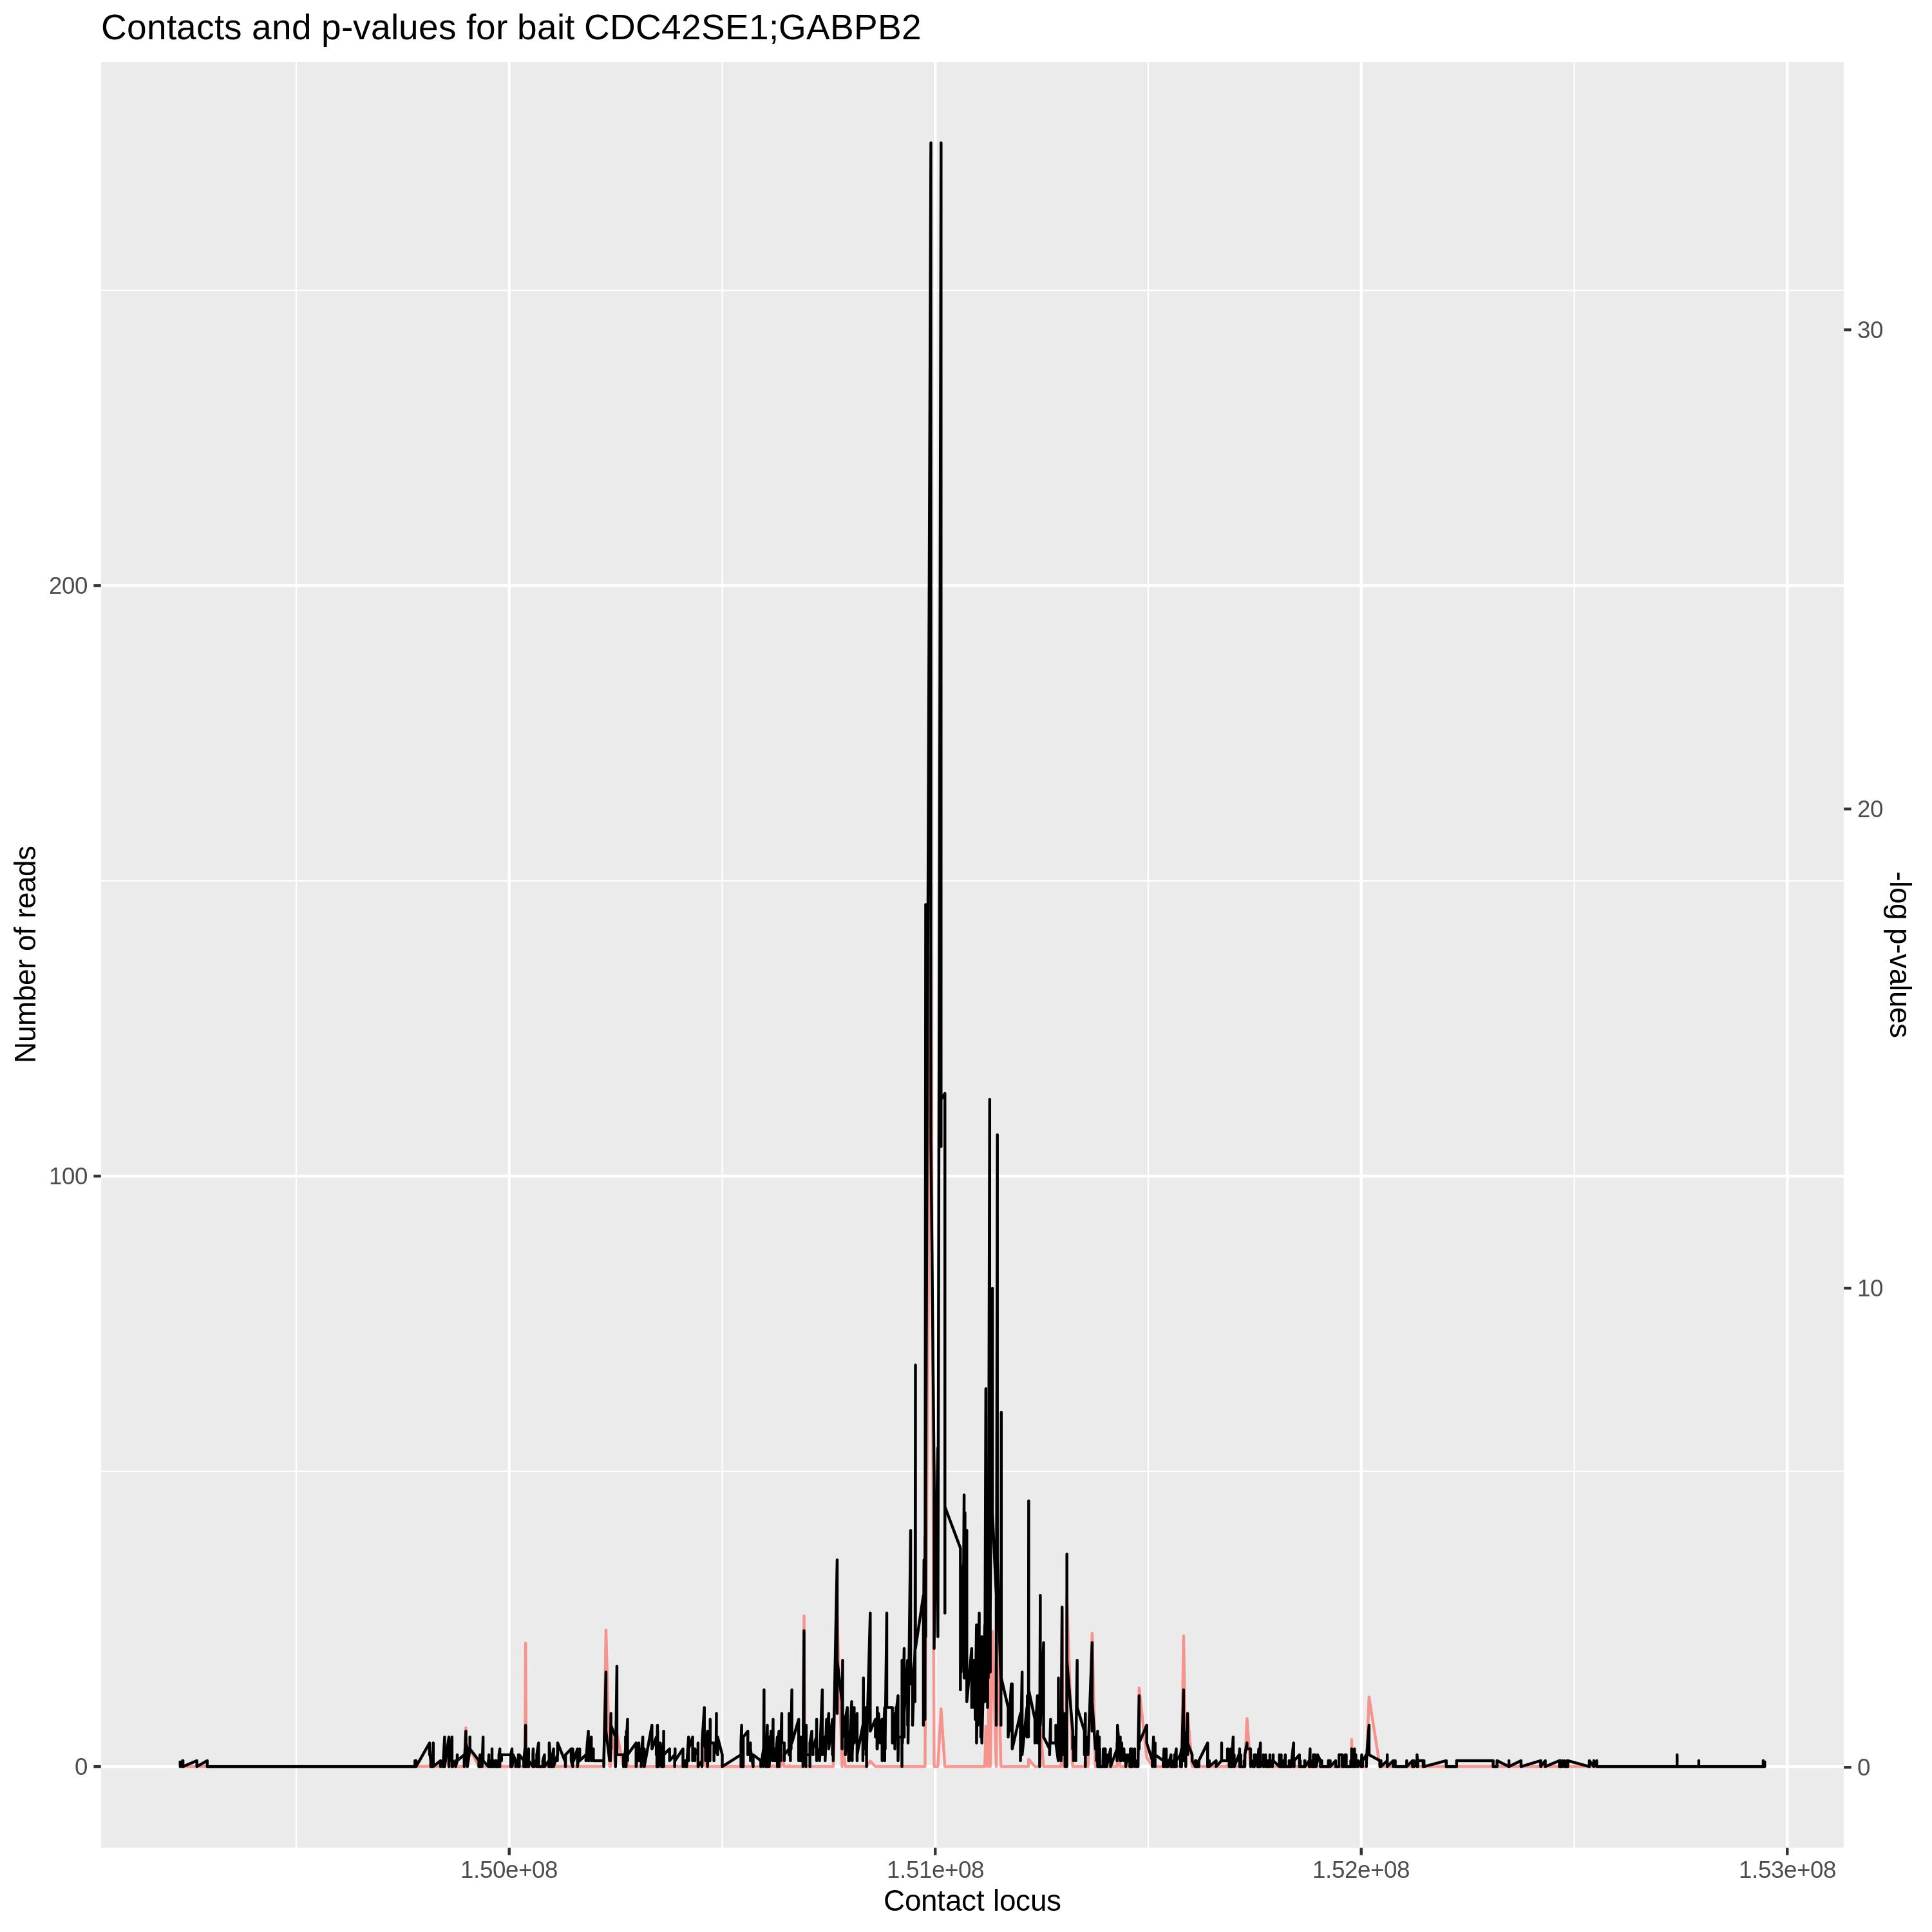 Contacts and p-values for bait CDC42SE1;GABPB2
Number of reads
200
100
0
30
20
10
0
-log p-values
1.50e+08
1.51e+08
1.52e+08
1.53e+08
Contact locus